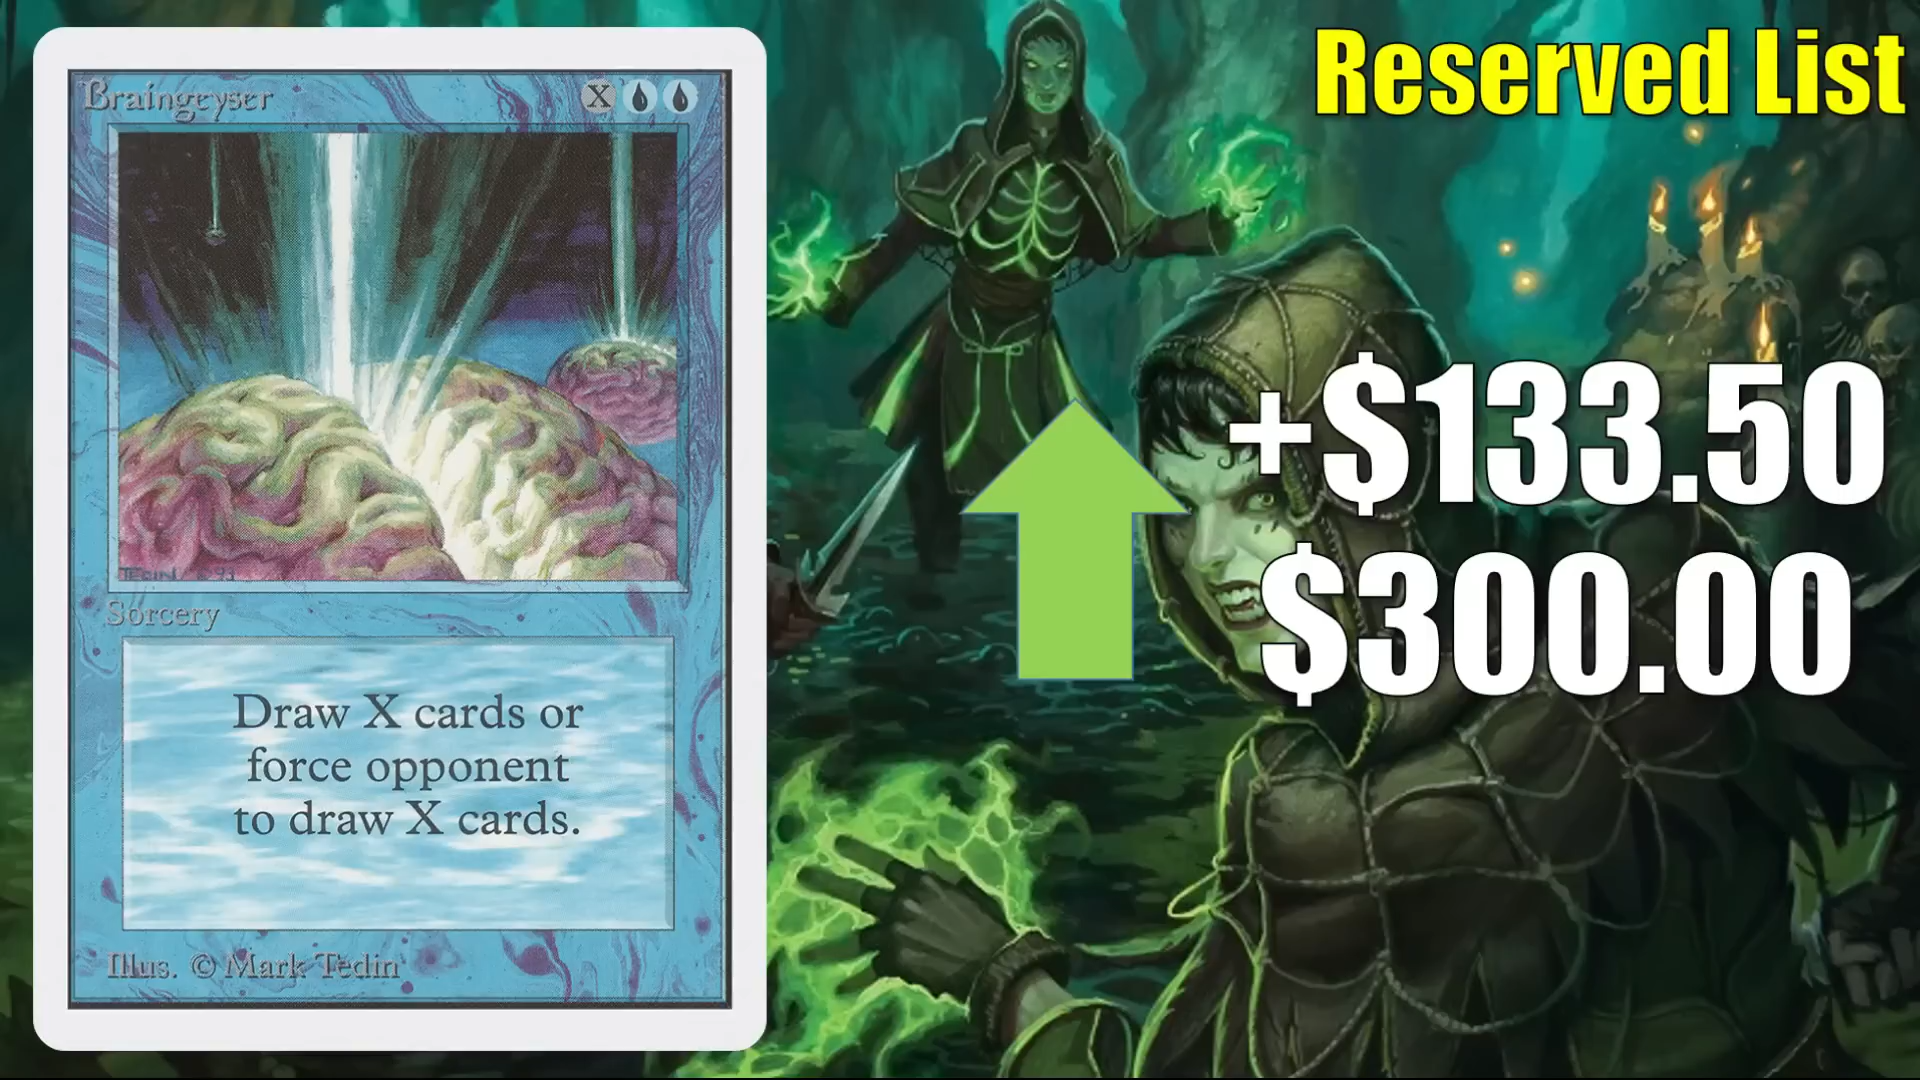 Braingeyser X
TEDIN
Sorcery
Draw X cards or
force opponent
to draw X cards.
Illus. © Mark Tedin
Reserved List
+$133.50
$300.00